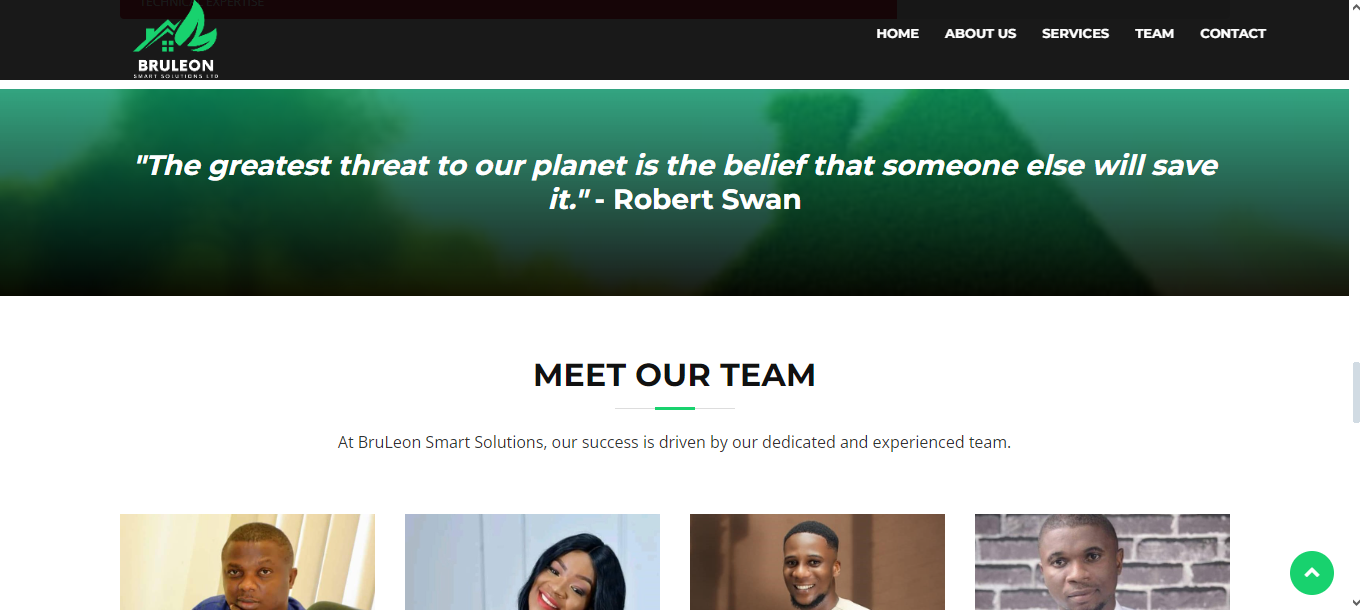 TECHNICAL EXPERTISE
BRULEON
SMART SOLUTIONS LTD
HOME ABOUT US SERVICES TEAM CONTACT
"The greatest threat to our planet is the belief that someone else will save
it." - Robert Swan
MEET OUR TEAM
At BruLeon Smart Solutions, our success is driven by our dedicated and experienced team.